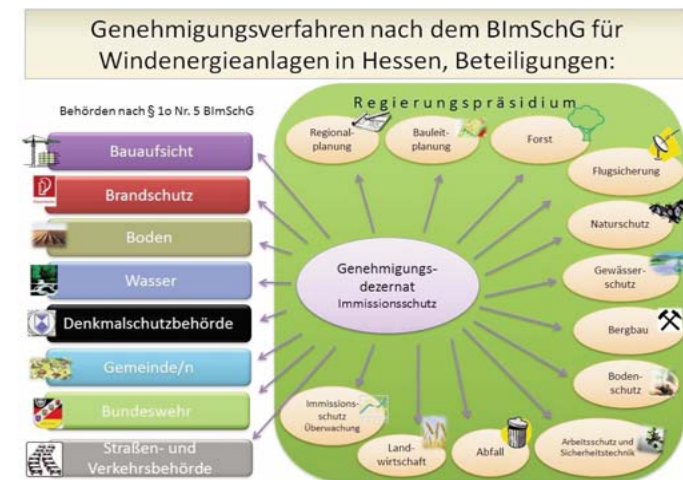 Genehmigungsverfahren nach dem BImSchG für
Windenergieanlagen in Hessen, Beteiligungen:
Behörden nach § 1o Nr. 5 BImSchG
Bauaufsicht
Brandschutz
Boden
Wasser
Denkmalschutzbehörde
Gemeinde/n
Bundeswehr
Straßen- und
Verkehrsbehörde
Regierungspräsidium
Regional-
planung
Bauleit-
planung
Forst
Flugsicherung
Naturschutz
Gewässer-
schutz
Bergbau
Boden-
schutz
Arbeitsschutz und
Sicherheitstechnik
Abfall
Land-
wirtschaft
Immissions-
schutz
Überwachung
Genehmigungs-
dezernat
Immissionsschutz